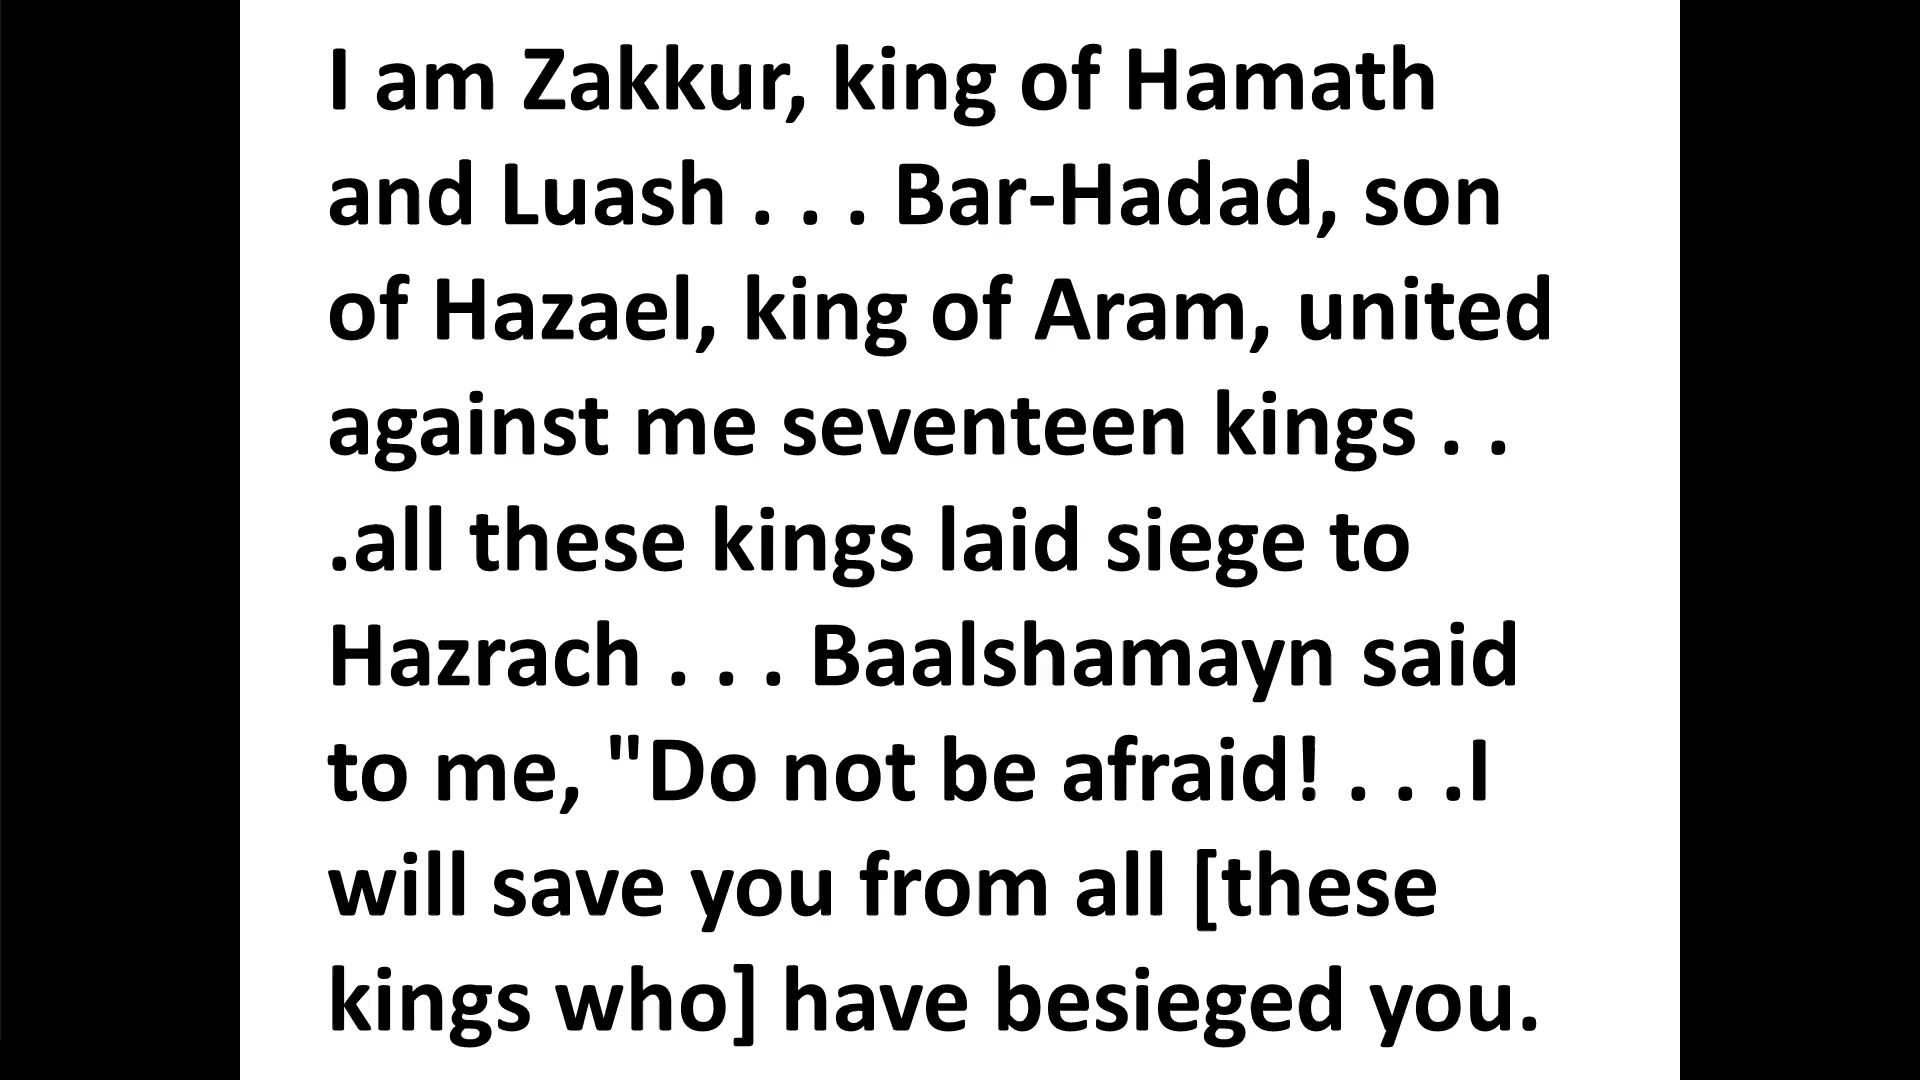 I am Zakkur, king of Hamath
and Luash . . . Bar-Hadad, son
of Hazael, king of Aram, united
against me seventeen kings . .
.all these kings laid siege to
Hazrach . . . Baalshamayn said
to me, "Do not be afraid! . . .I
will save you from all [these
kings who] have besieged you.